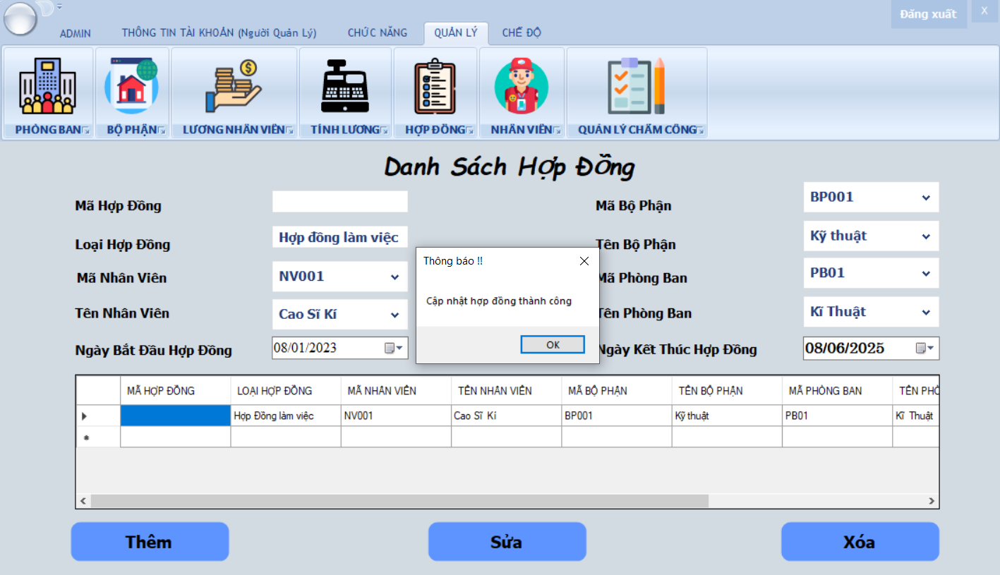 Đăng xuất
X
ADMIN
THÔNG TIN TÀI KHOẢN (Người Quản Lý)
CHỨC NĂNG
QUẢN LÝ
CHẾ ĐỘ
PHÒNG BAN
BỘ PHẬN
LƯƠNG NHÂN VIÊN
TÍNH LƯƠNG
HỢP ĐỒNG
NHÂN VIÊN
QUẢN LÝ CHẤM CÔNG
Danh Sách Hợp Đồng
Mã Hợp Đồng
Mã Bộ Phận
BP001
Loại Hợp Đồng
Hợp đồng làm việc
Tên Bộ Phận
Kỹ thuật
Mã Nhân Viên
NV001
Mã Phòng Ban
PB01
Tên Nhân Viên
Cao Sĩ Kí
Tên Phòng Ban
Kĩ Thuật
Ngày Bắt Đầu Hợp Đồng
08/01/2023
Ngày Kết Thúc Hợp Đồng
08/06/2025
Thông báo !!
Cập nhật hợp đồng thành công
OK
MÃ HỢP ĐỒNG
LOẠI HỢP ĐỒNG
MÃ NHÂN VIÊN
TÊN NHÂN VIÊN
MÃ BỘ PHẬN
TÊN BỘ PHẬN
MÃ PHÒNG BAN
TÊN PHÒ
Hợp Đồng làm việc
NV001
Cao Sĩ Kí
BP001
Kỹ thuật
PB01
Kĩ Thuật
Thêm
Sửa
Xóa